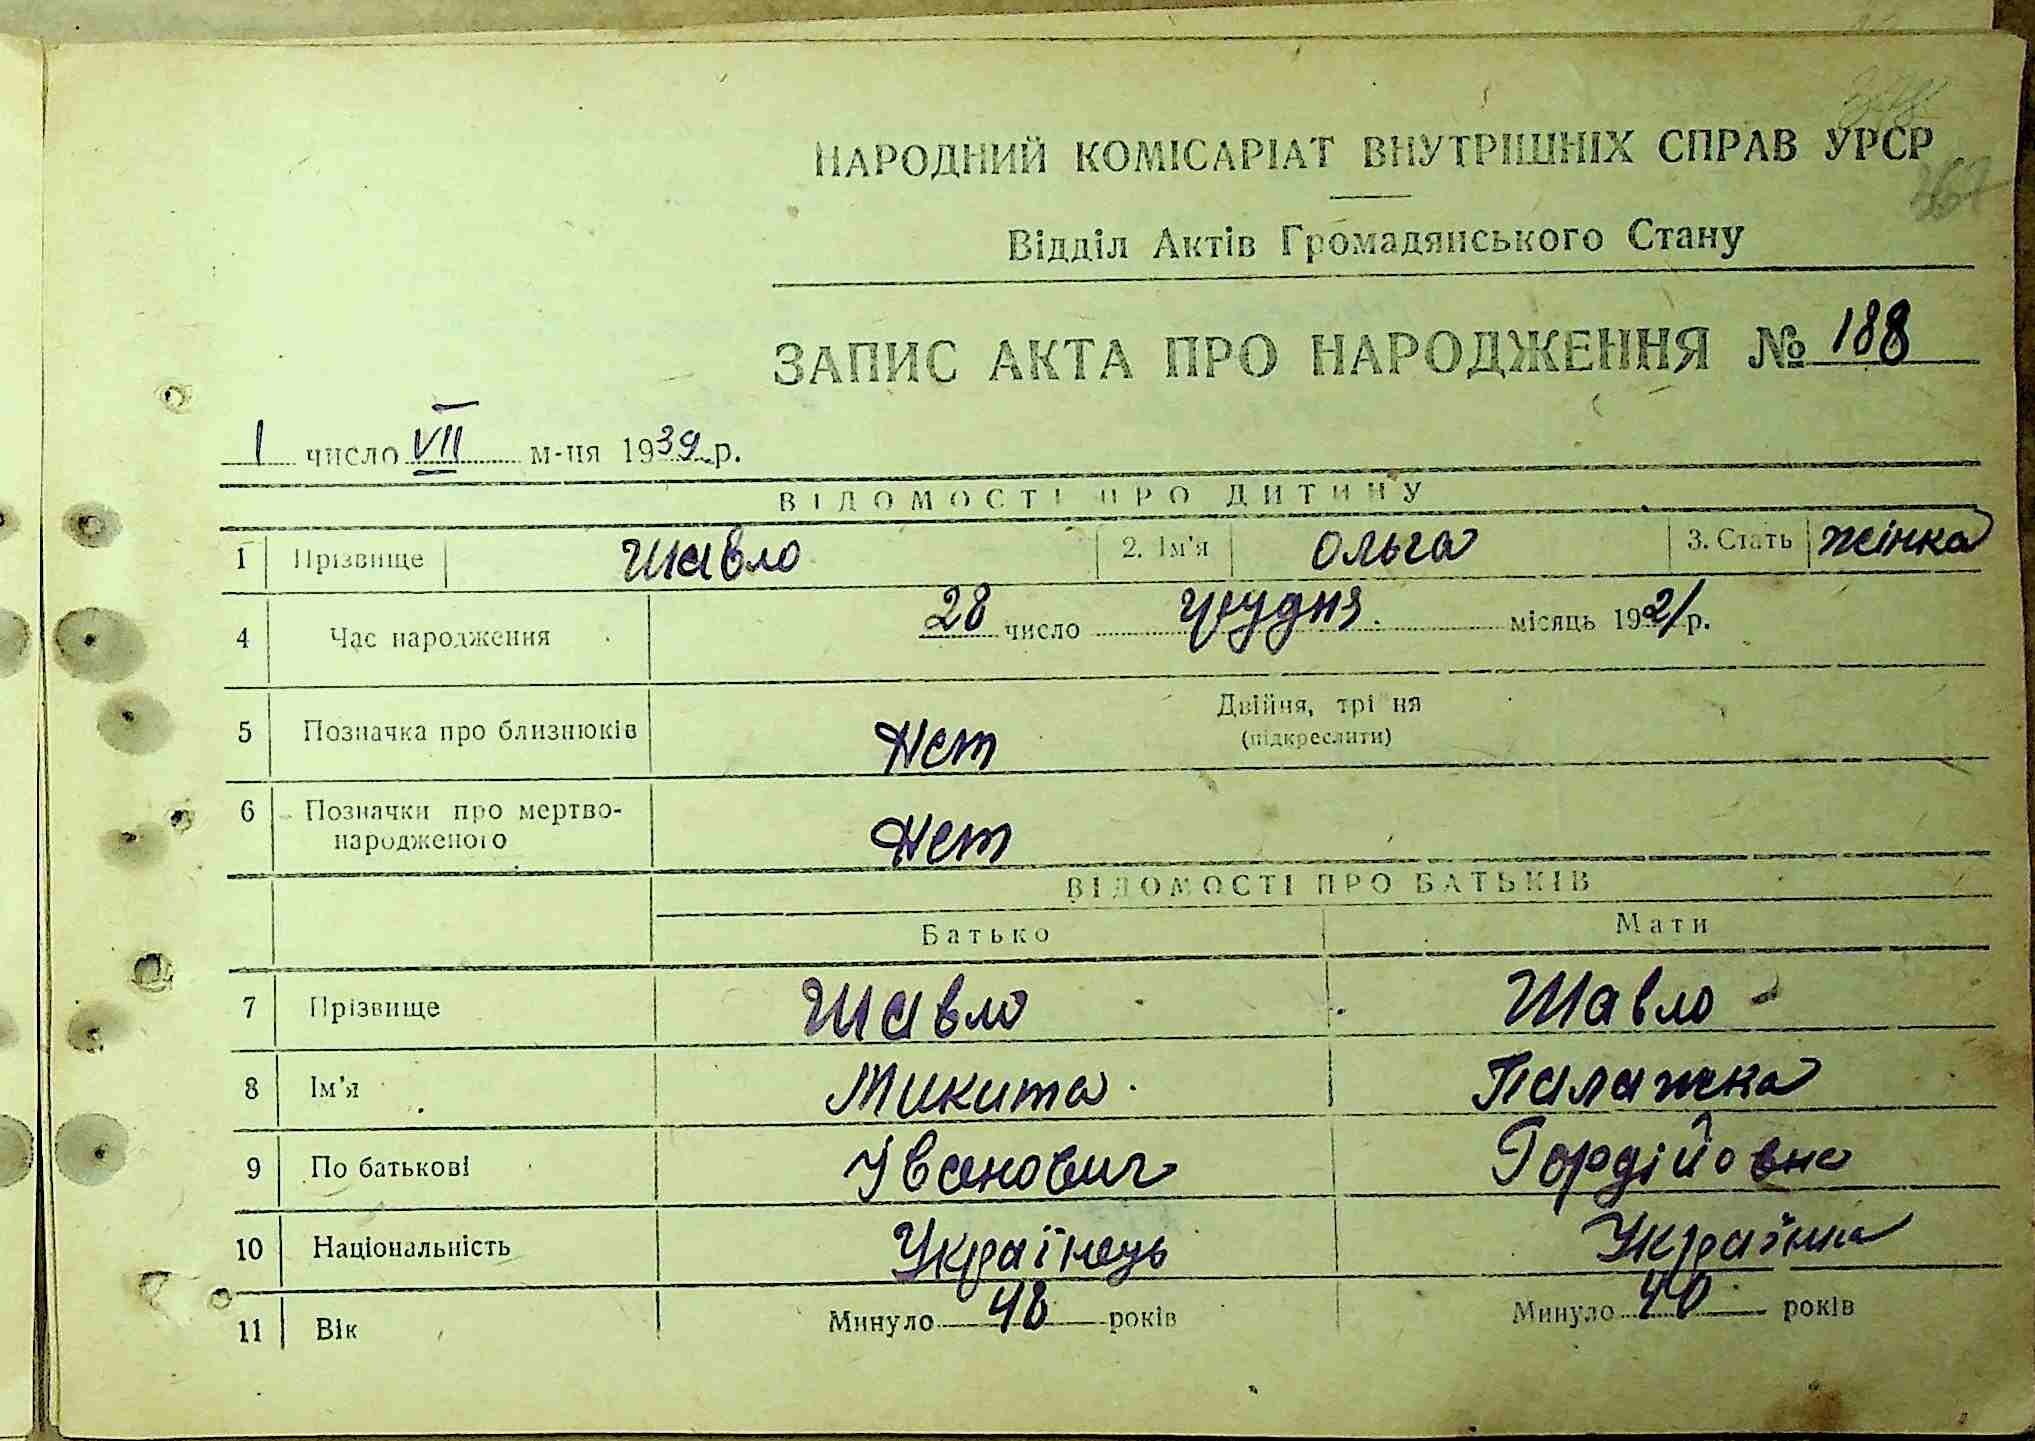 НАРОДНИЙ КОМІСАРІАТ ВНУТРІШНІХ СПРАВ УРСР
367
Відділ Актів Громадянського Стану
ЗАПИС АКТА ПРО НАРОДЖЕННЯ № 188
1 число VII м-ця 1939 р.
ВІДОМОСТІ ПРО ДИТИНУ
1 Прізвище Шавло 2. Ім'я Ольга 3. Стать жінка
4 Час народження 28 число грудня місяць 1921 р.
5 Позначка про близнюків Нет Двійня, трійня
(підкреслити)
6 Позначки про мертво-
народженого Нет
ВІДОМОСТІ ПРО БАТЬКІВ
Батько Мати
7 Прізвище Шавло Шавло
8 Ім'я Микита Палажка
9 По батькові Іванович Гордійовна
10 Національність Українець Українка
11 Вік Минуло 48 років Минуло 40 років